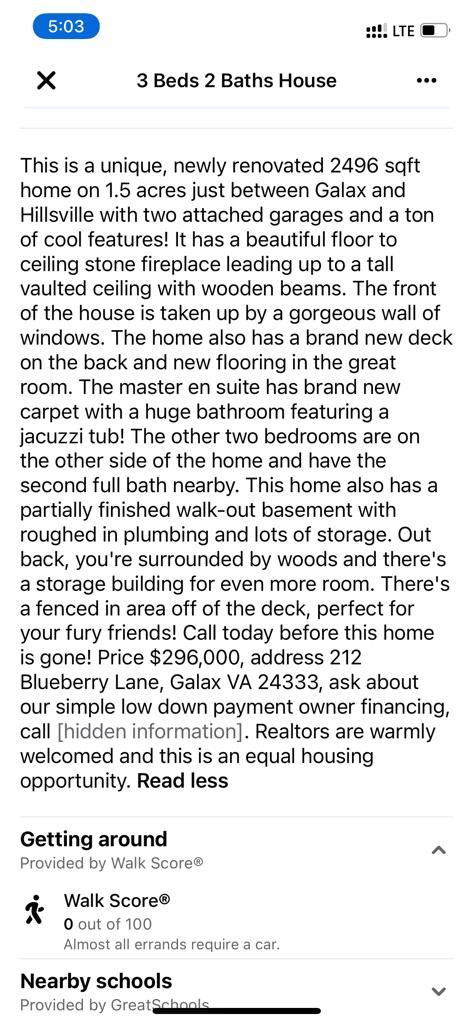 5:03
LTE
3 Beds 2 Baths House
This is a unique, newly renovated 2496 sqft
home on 1.5 acres just between Galax and
Hillsville with two attached garages and a ton
of cool features! It has a beautiful floor to
ceiling stone fireplace leading up to a tall
vaulted ceiling with wooden beams. The front
of the house is taken up by a gorgeous wall of
windows. The home also has a brand new deck
on the back and new flooring in the great
room. The master en suite has brand new
carpet with a huge bathroom featuring a
jacuzzi tub! The other two bedrooms are on
the other side of the home and have the
second full bath nearby. This home also has a
partially finished walk-out basement with
roughed in plumbing and lots of storage. Out
back, you're surrounded by woods and there's
a storage building for even more room. There's
a fenced in area off of the deck, perfect for
your fury friends! Call today before this home
is gone! Price $296,000, address 212
Blueberry Lane, Galax VA 24333, ask about
our simple low down payment owner financing,
call [hidden information]. Realtors are warmly
welcomed and this is an equal housing
opportunity. Read less
Getting around
Provided by Walk Score®
Walk Score®
0 out of 100
Almost all errands require a car.
Nearby schools
Provided by GreatSchools